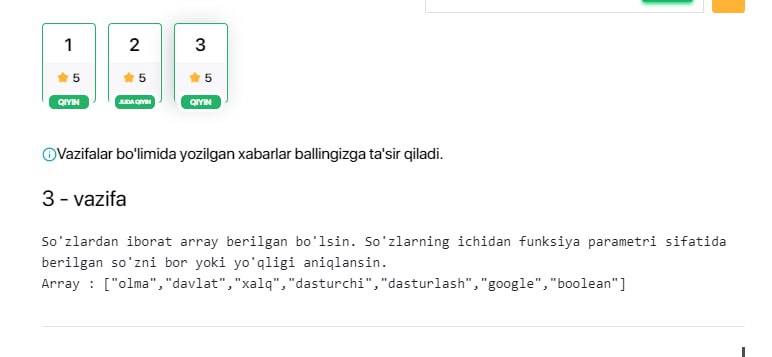 1
2
3
5
5
5
QIYIN
JUDA QIYIN
QIYIN
Vazifalar bo'limida yozilgan xabarlar ballingizga ta'sir qiladi.
3 - vazifa
So'zlardan iborat array berilgan bo'lsin. So'zlarning ichidan funksiya parametri sifatida
berilgan so'zni bor yoki yo'qligi aniqlansin.
Array : ["olma","davlat","xalq","dasturchi","dasturlash","google","boolean"]